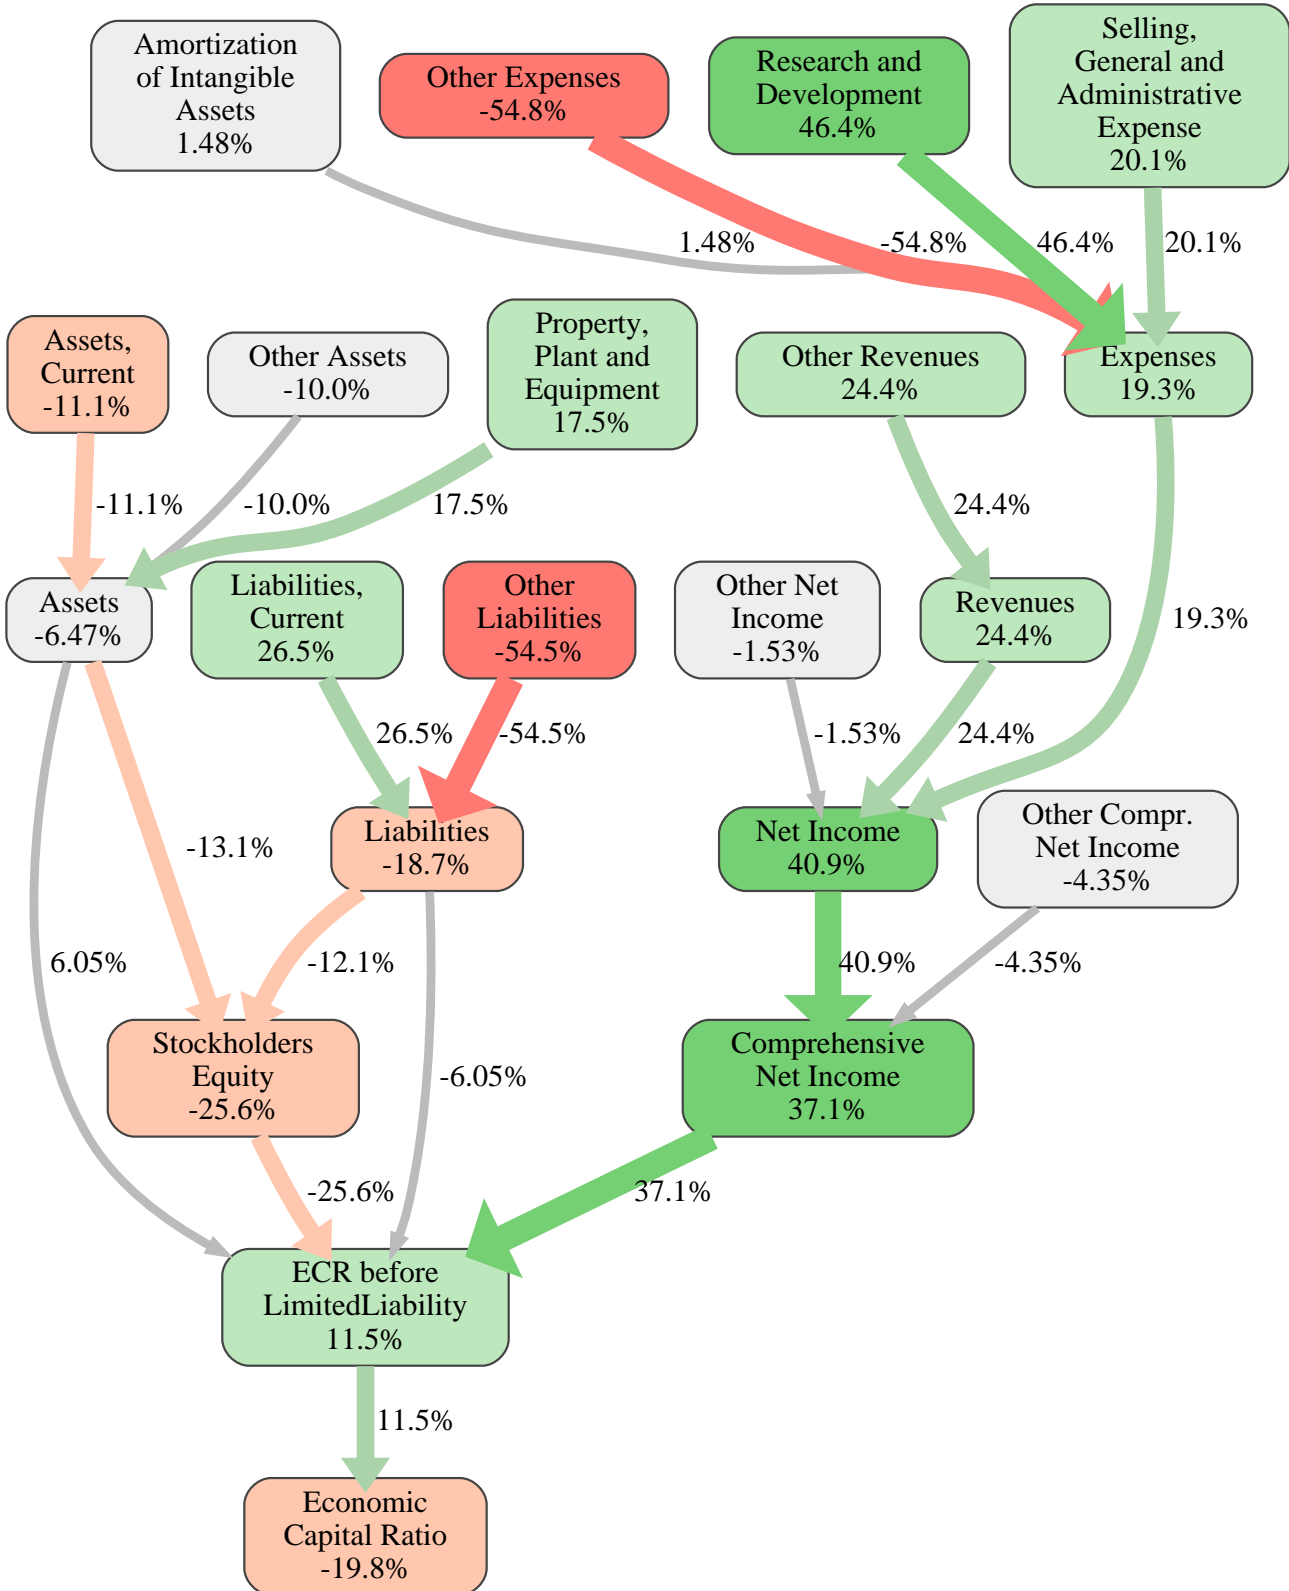 Amortization
of Intangible
Assets
1.48%
Other Expenses
-54.8%
Research and
Development
46.4%
Selling,
General and
Administrative
Expense
20.1%
1.48%
-54.8%
46.4%
20.1%
Assets,
Current
-11.1%
Other Assets
-10.0%
Property,
Plant and
Equipment
17.5%
Other Revenues
24.4%
Expenses
19.3%
-11.1%
-10.0%
17.5%
24.4%
19.3%
Assets
-6.47%
Liabilities,
Current
26.5%
Other
Liabilities
-54.5%
Other Net
Income
-1.53%
Revenues
24.4%
26.5%
-54.5%
-1.53%
24.4%
-13.1%
Liabilities
-18.7%
Net Income
40.9%
Other Compr.
Net Income
-4.35%
6.05%
-12.1%
40.9%
-4.35%
Stockholders
Equity
-25.6%
-6.05%
Comprehensive
Net Income
37.1%
-25.6%
37.1%
ECR before
LimitedLiability
11.5%
11.5%
Economic
Capital Ratio
-19.8%